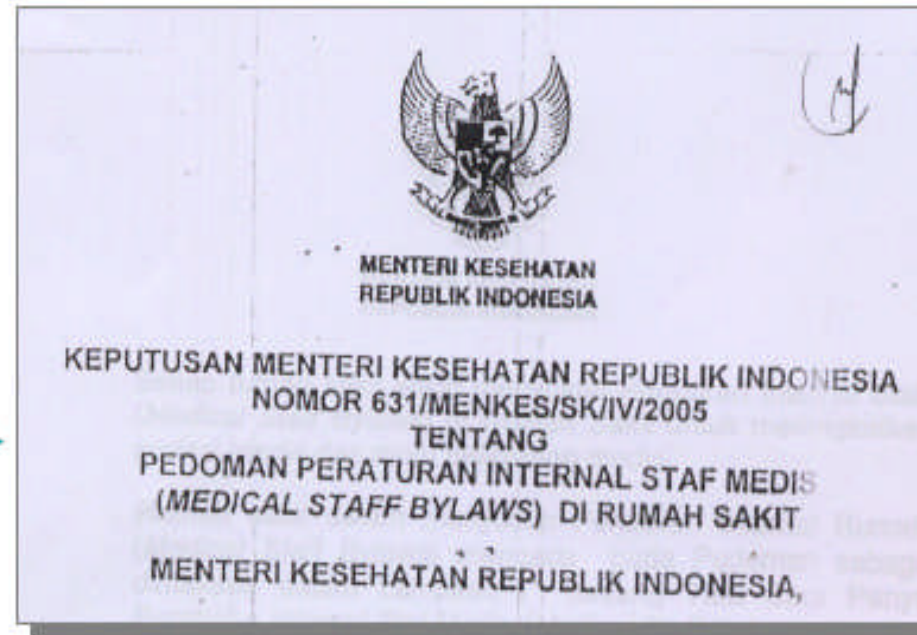 MENTERI KESEHATAN
REPUBLIK INDONESIA
KEPUTUSAN MENTERI KESEHATAN REPUBLIK INDONESIA
NOMOR 631/MENKES/SK/IV/2005
TENTANG
PEDOMAN PERATURAN INTERNAL STAF MEDIS
(MEDICAL STAFF BYLAWS) DI RUMAH SAKIT
MENTERI KESEHATAN REPUBLIK INDONESIA,